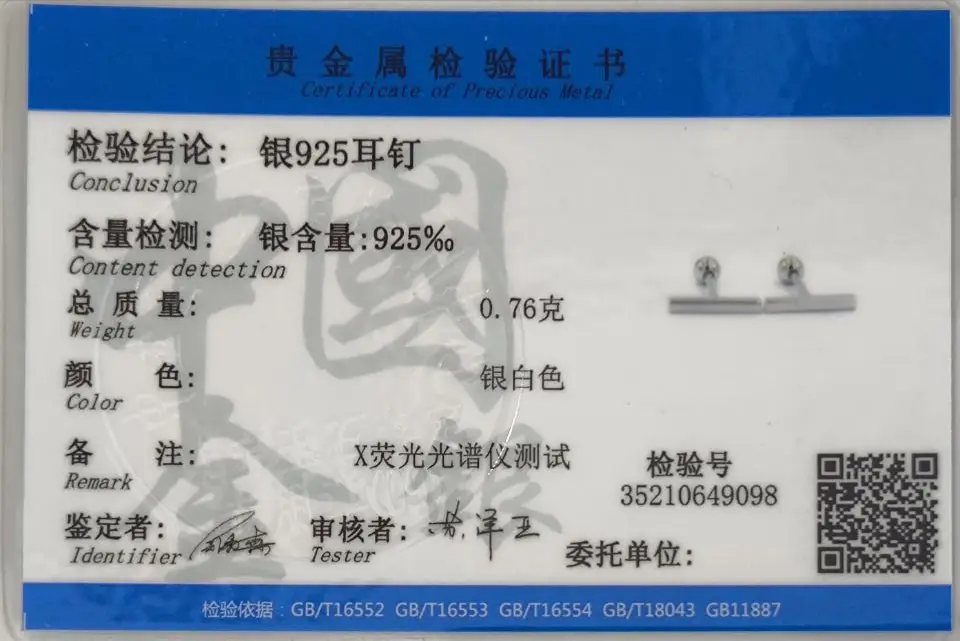 贵金属检验证书
Certificate of Precious Metal
检验结论: 银925耳钉
Conclusion
含量检测: 银含量:925‰
Content detection
总质量: 0.76克
Weight
颜色: 银白色
Color
备注: X荧光光谱仪测试
Remark
检验号
35210649098
鉴定者: 审核者:
Identifier Tester
委托单位:
检验依据: GB/T16552 GB/T16553 GB/T16554 GB/T18043 GB11887
中國
金銀